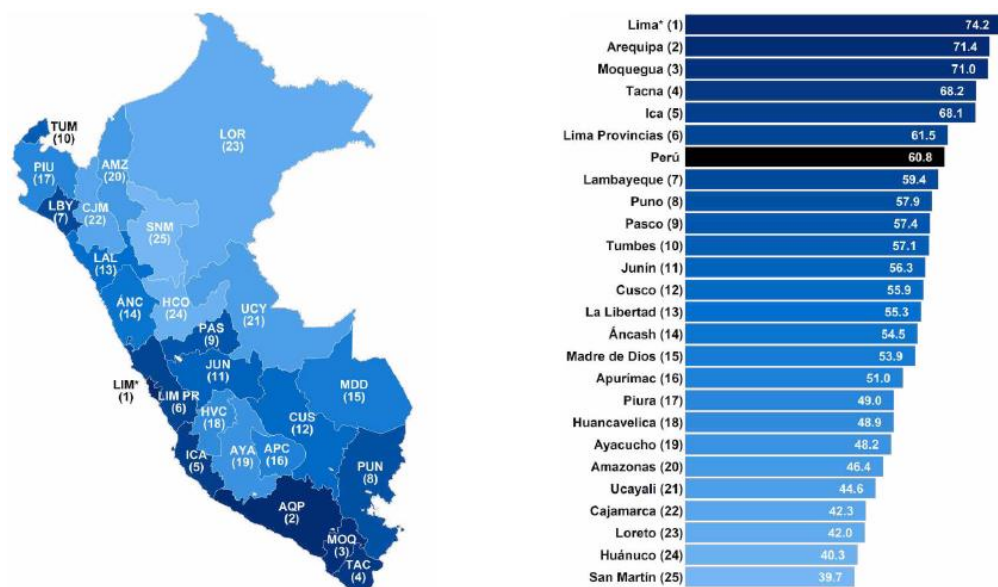 TUM
(10)
PIU
(17)
LBY
(7)
CJM
(22)
AMZ
(20)
LOR
(23)
SNM
(25)
LAL
(13)
ÁNC
(14)
HCO
(24)
UCY
(21)
PAS
(9)
JUN
(11)
LIM*
(1)
LIM PR
(6)
HVC
(18)
MDD
(15)
CUS
(12)
ICA
(5)
AYA
(19)
APC
(16)
PUN
(8)
AQP
(2)
MOQ
(3)
TAC
(4)
Lima* (1) 74.2
Arequipa (2) 71.4
Moquegua (3) 71.0
Tacna (4) 68.2
Ica (5) 68.1
Lima Provincias (6) 61.5
Perú 60.8
Lambayeque (7) 59.4
Puno (8) 57.9
Pasco (9) 57.4
Tumbes (10) 57.1
Junín (11) 56.3
Cusco (12) 55.9
La Libertad (13) 55.3
Áncash (14) 54.5
Madre de Dios (15) 53.9
Apurímac (16) 51.0
Piura (17) 49.0
Huancavelica (18) 48.9
Ayacucho (19) 48.2
Amazonas (20) 46.4
Ucayali (21) 44.6
Cajamarca (22) 42.3
Loreto (23) 42.0
Huánuco (24) 40.3
San Martín (25) 39.7